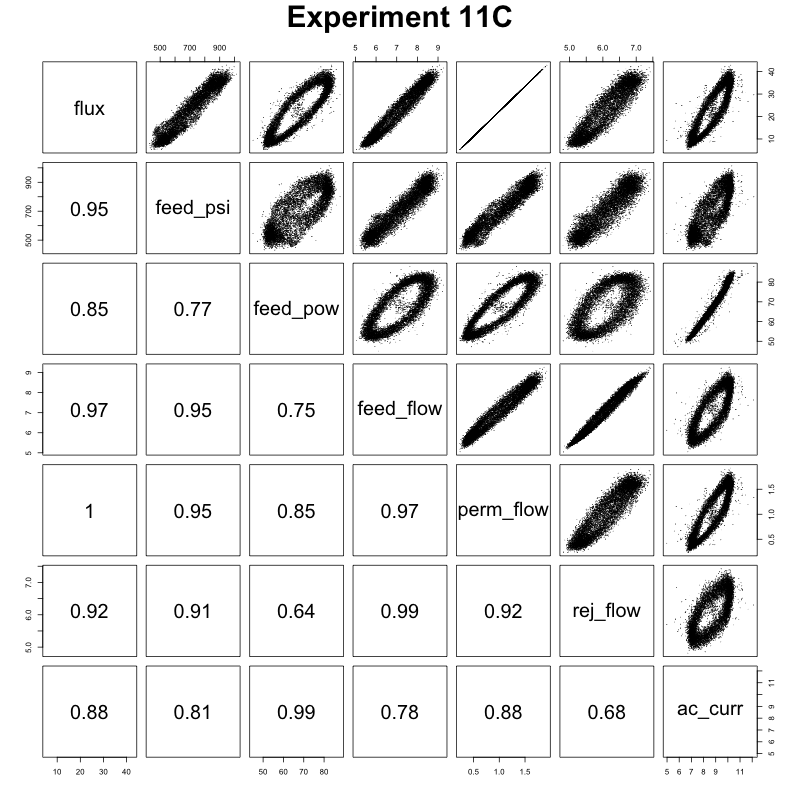 Experiment 11C
500 700 900 5 6 7 8 9 5.0 6.0 7.0
flux
10 20 30 40
500 700 900
0.95 feed_psi
0.85 0.77 feed_pow
50 60 70 80
5 6 7 8 9
0.97 0.95 0.75 feed_flow
1 0.95 0.85 0.97 perm_flow
0.5 1.0 1.5
5.0 6.0 7.0
0.92 0.91 0.64 0.99 0.92 rej_flow
0.88 0.81 0.99 0.78 0.88 0.68 ac_curr
5 6 7 8 9 11
10 20 30 40 50 60 70 80 0.5 1.0 1.5 5 6 7 8 9 11